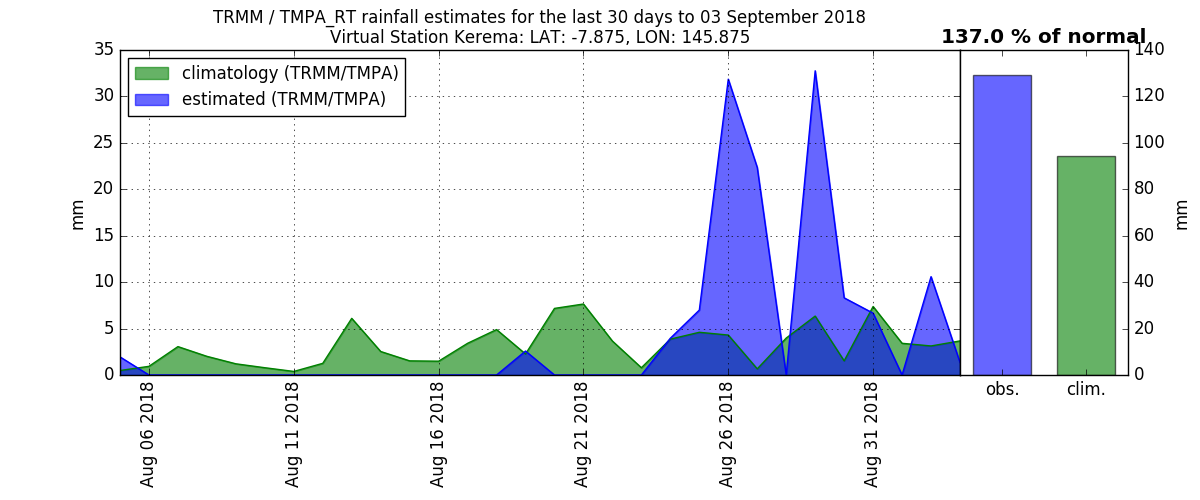 TRMM / TMPA_RT rainfall estimates for the last 30 days to 03 September 2018
Virtual Station Kerema: LAT: -7.875, LON: 145.875
137.0 % of normal
climatology (TRMM/TMPA)
estimated (TRMM/TMPA)
35
30
25
20
15
10
5
0
mm
Aug 06 2018
Aug 11 2018
Aug 16 2018
Aug 21 2018
Aug 26 2018
Aug 31 2018
obs.
clim.
140
120
100
80
60
40
20
0
mm